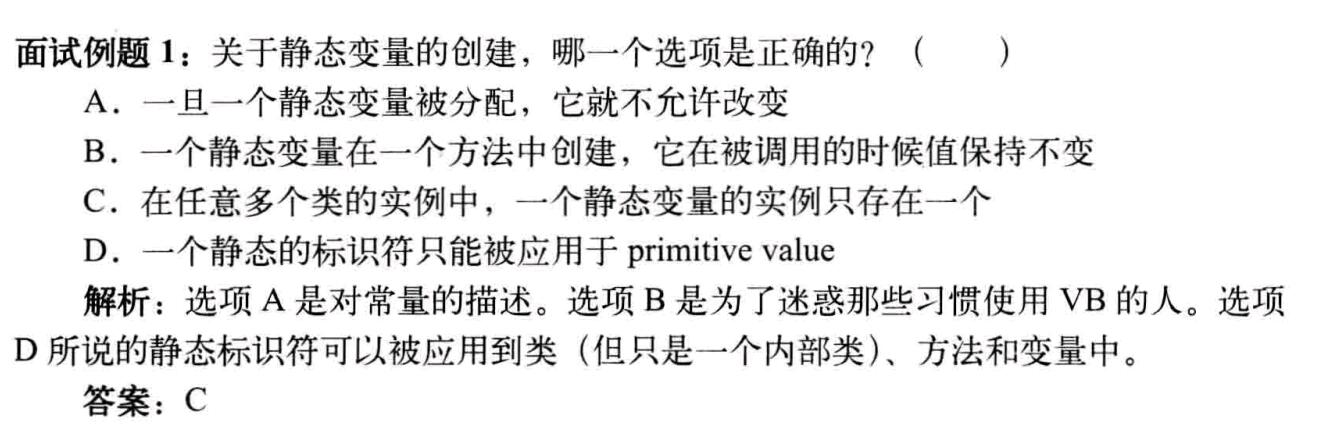 面试例题 1：关于静态变量的创建，哪一个选项是正确的？（　　）
A．一旦一个静态变量被分配，它就不允许改变
B．一个静态变量在一个方法中创建，它在被调用的时候值保持不变
C．在任意多个类的实例中，一个静态变量的实例只存在一个
D．一个静态的标识符只能被应用于 primitive value
解析：选项 A 是对常量的描述。选项 B 是为了迷惑那些习惯使用 VB 的人。选项
D 所说的静态标识符可以被应用到类（但只是一个内部类）、方法和变量中。
答案：C